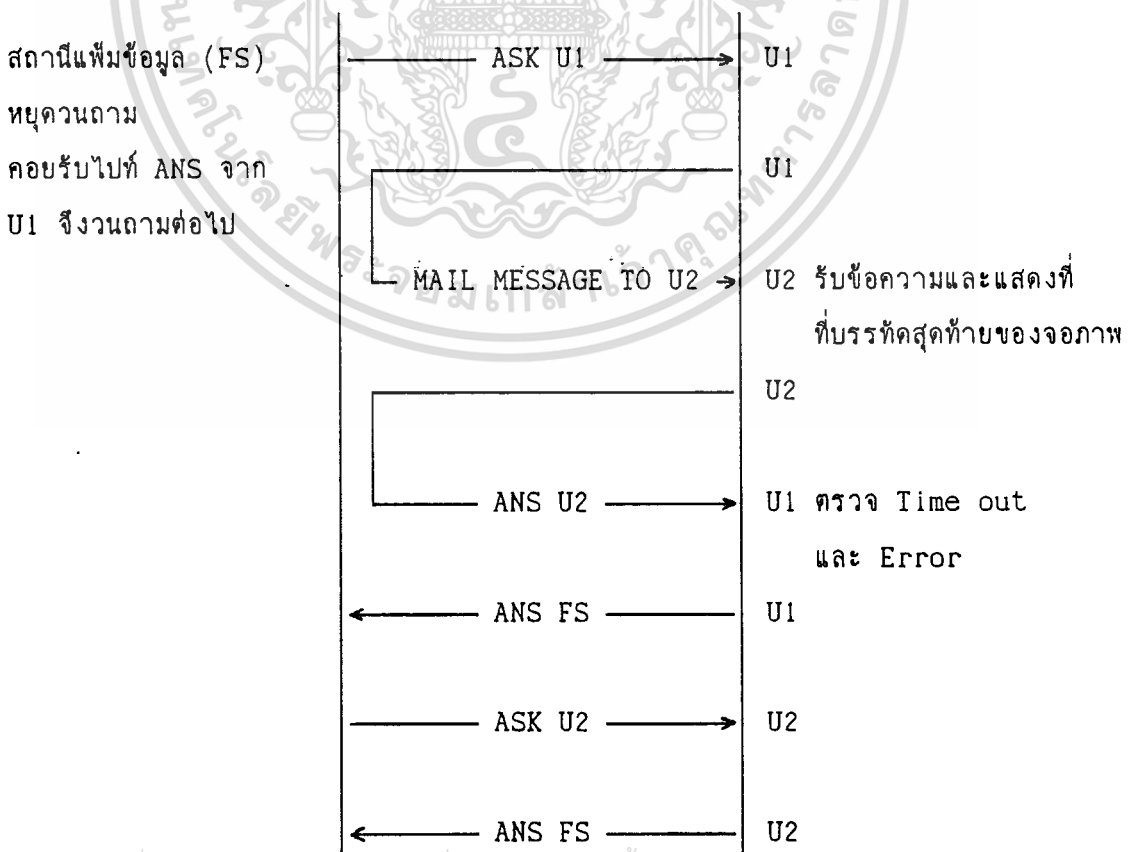 สถานีแฟ้มข้อมูล (FS)
หยุดวนถาม
คอยรับไบท์ ANS จาก
U1 จึงวนถามต่อไป
ASK U1
U1
U1
MAIL MESSAGE TO U2
U2 รับข้อความและแสดงที่
ที่บรรทัดสุดท้ายของจอภาพ
U2
ANS U2
U1 ตรวจ Time out
และ Error
ANS FS
U1
ASK U2
U2
ANS FS
U2